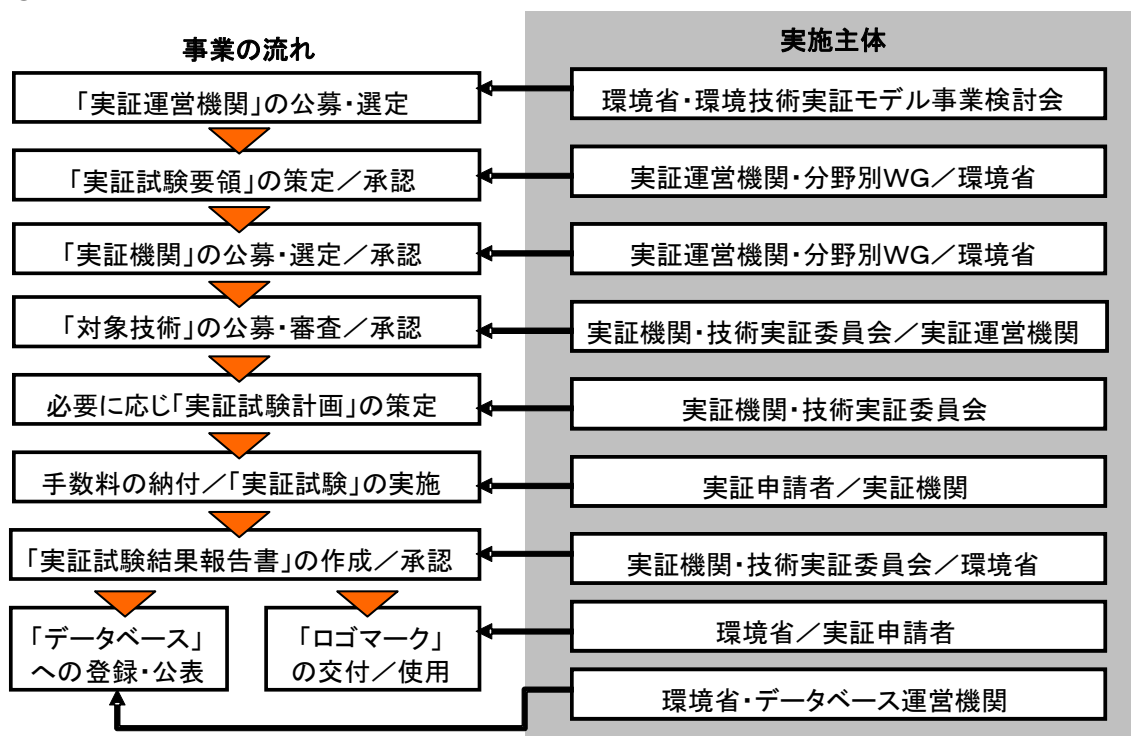 事業の流れ
実施主体
「実証運営機関」の公募・選定
環境省・環境技術実証モデル事業検討会
「実証試験要領」の策定／承認
実証運営機関・分野別WG／環境省
「実証機関」の公募・選定／承認
実証運営機関・分野別WG／環境省
「対象技術」の公募・審査／承認
実証機関・技術実証委員会／実証運営機関
必要に応じ「実証試験計画」の策定
実証機関・技術実証委員会
手数料の納付／「実証試験」の実施
実証申請者／実証機関
「実証試験結果報告書」の作成／承認
実証機関・技術実証委員会／環境省
「データベース」
への登録・公表
「ロゴマーク」
の交付／使用
環境省／実証申請者
環境省・データベース運営機関